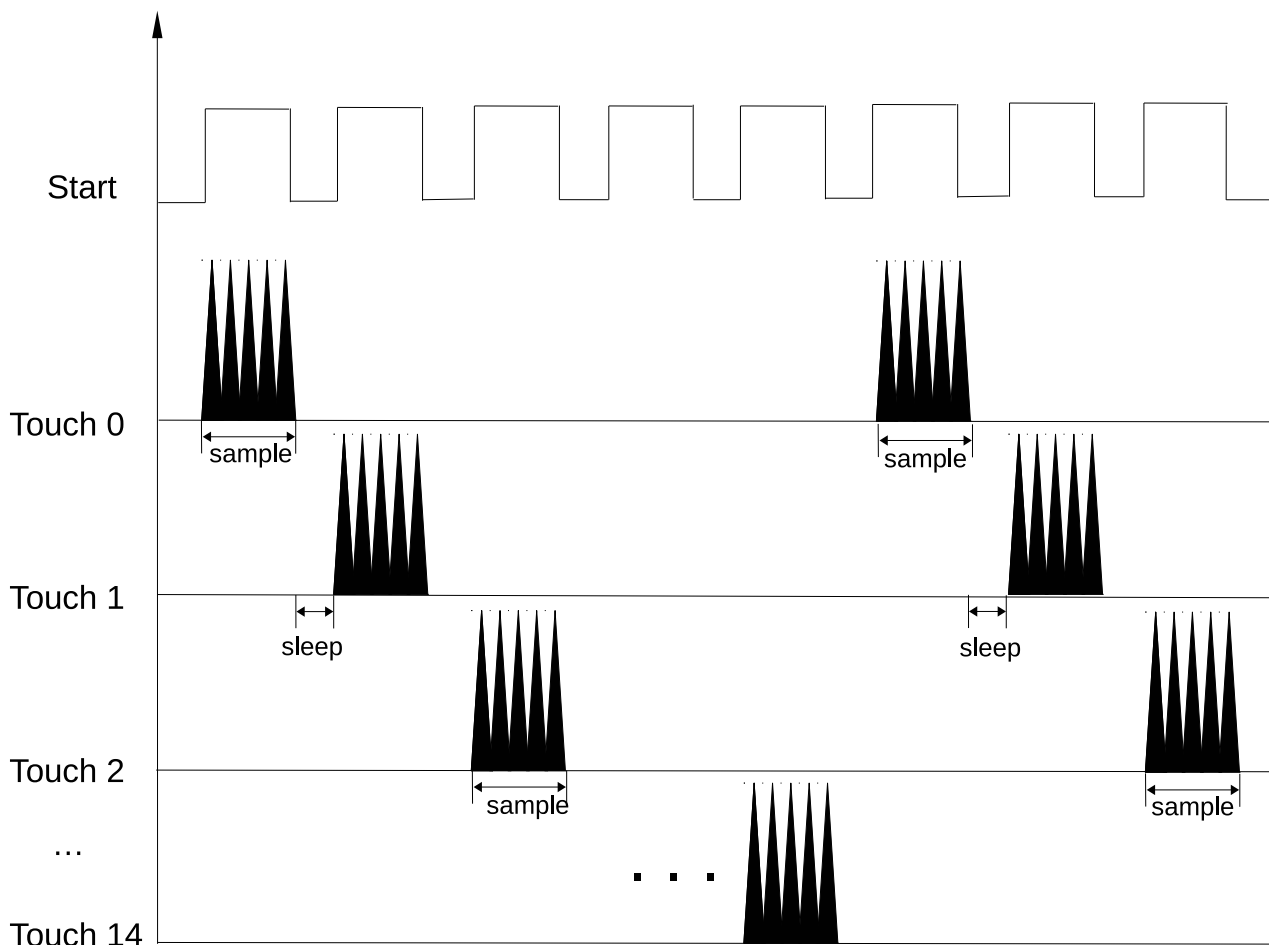 Start
Touch 0
sample
sample
Touch 1
sleep
sleep
Touch 2
sample
sample
...
. . .
Touch 14